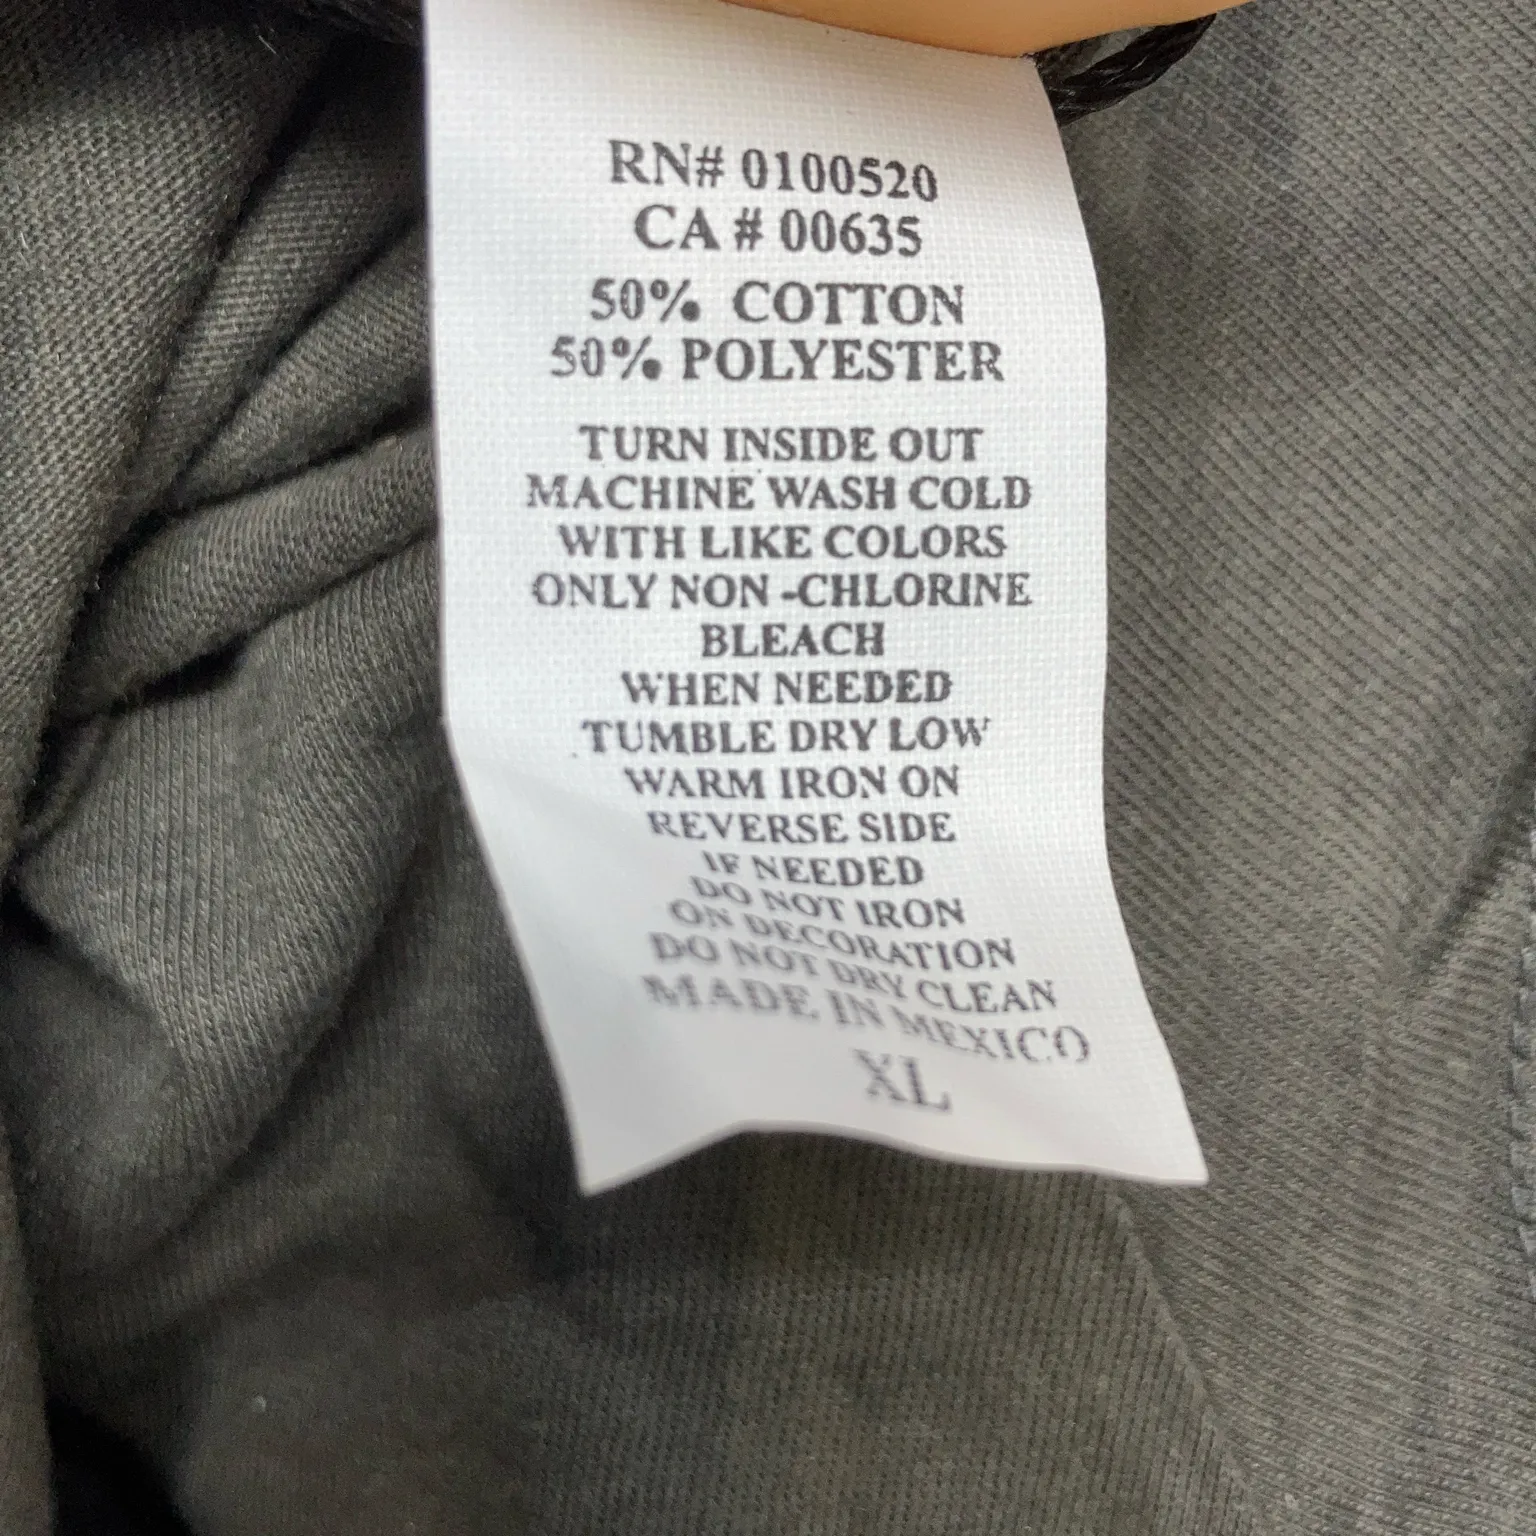 RN# 0100520
CA # 00635
50% COTTON
50% POLYESTER
TURN INSIDE OUT
MACHINE WASH COLD
WITH LIKE COLORS
ONLY NON -CHLORINE
BLEACH
WHEN NEEDED
TUMBLE DRY LOW
WARM IRON ON
REVERSE SIDE
IF NEEDED
DO NOT IRON
ON DECORATION
DO NOT DRY CLEAN
MADE IN MEXICO
XL